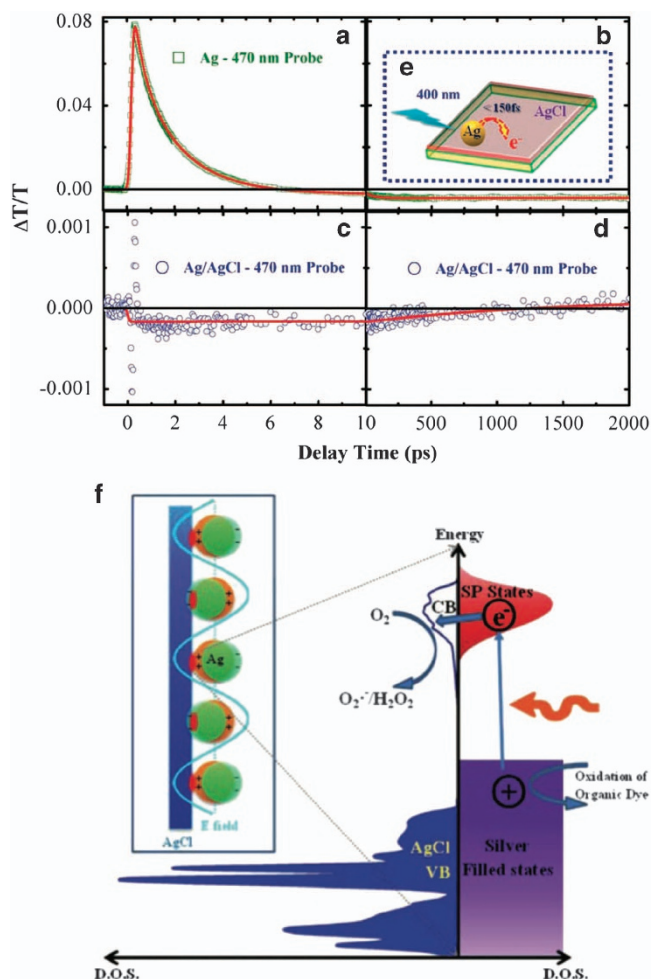 0.08
a
b
Ag - 470 nm Probe
e
400 nm
<150fs
AgCl
Ag
e-
0.04
0.00
ΔT/T
0.001
c
d
Ag/AgCl - 470 nm Probe
Ag/AgCl - 470 nm Probe
0.000
-0.001
0 2 4 6 8 10 500 1000 1500 2000
Delay Time (ps)
f
Energy
SP States
CB
e-
O2
Ag
O2·-/H2O2
+
Oxidation of
Organic Dye
E field
AgCl
AgCl
VB
Silver
Filled states
D.O.S.
D.O.S.